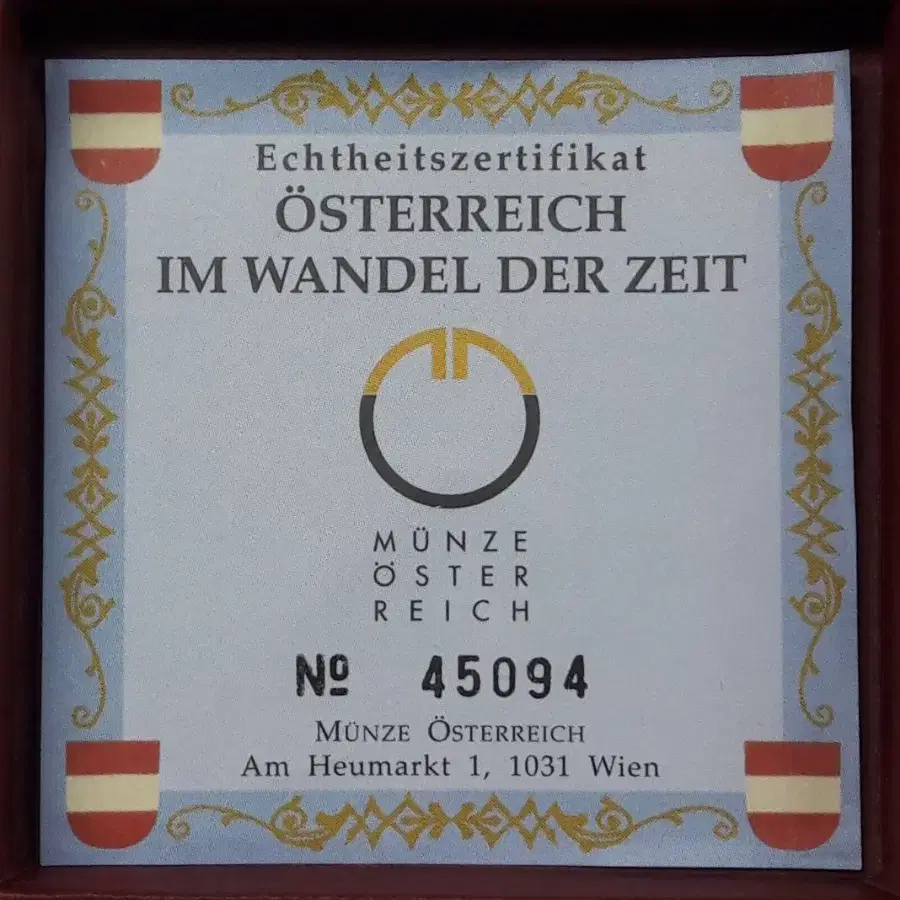 Echtheitszertifikat
ÖSTERREICH
IM WANDEL DER ZEIT
MÜNZE
ÖSTER
REICH
Nº 45094
MÜNZE ÖSTERREICH
Am Heumarkt 1, 1031 Wien